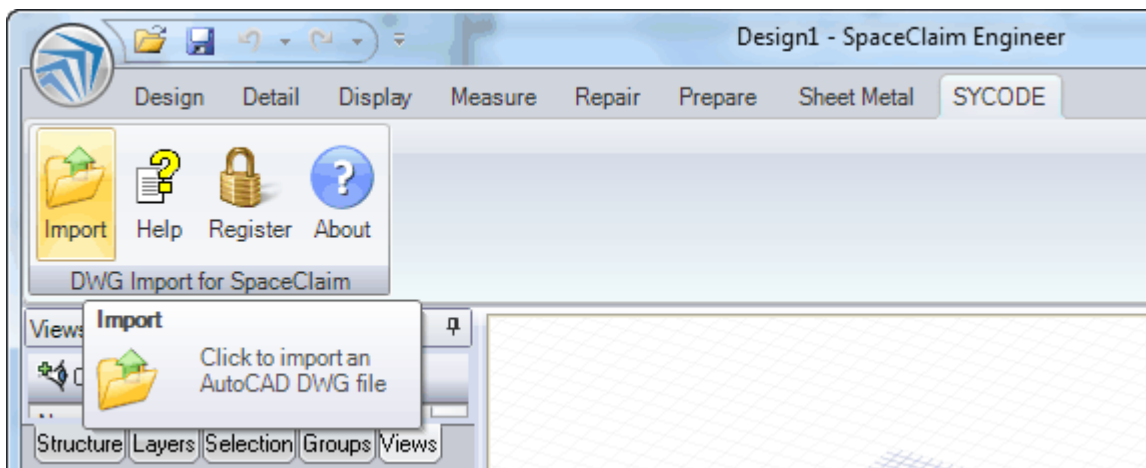 Design1 - SpaceClaim Engineer
Design Detail Display Measure Repair Prepare Sheet Metal SYCODE
Import Help Register About
DWG Import for SpaceClaim
Views
Import
Click to import an
AutoCAD DWG file
Structure Layers Selection Groups Views